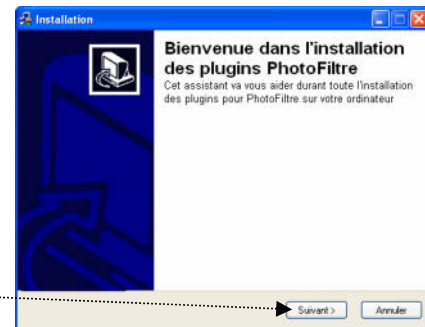 Installation
Bienvenue dans l'installation
des plugins PhotoFiltre
Cet assistant va vous aider durant toute l'installation
des plugins pour PhotoFiltre sur votre ordinateur
Suivant >
Annuler